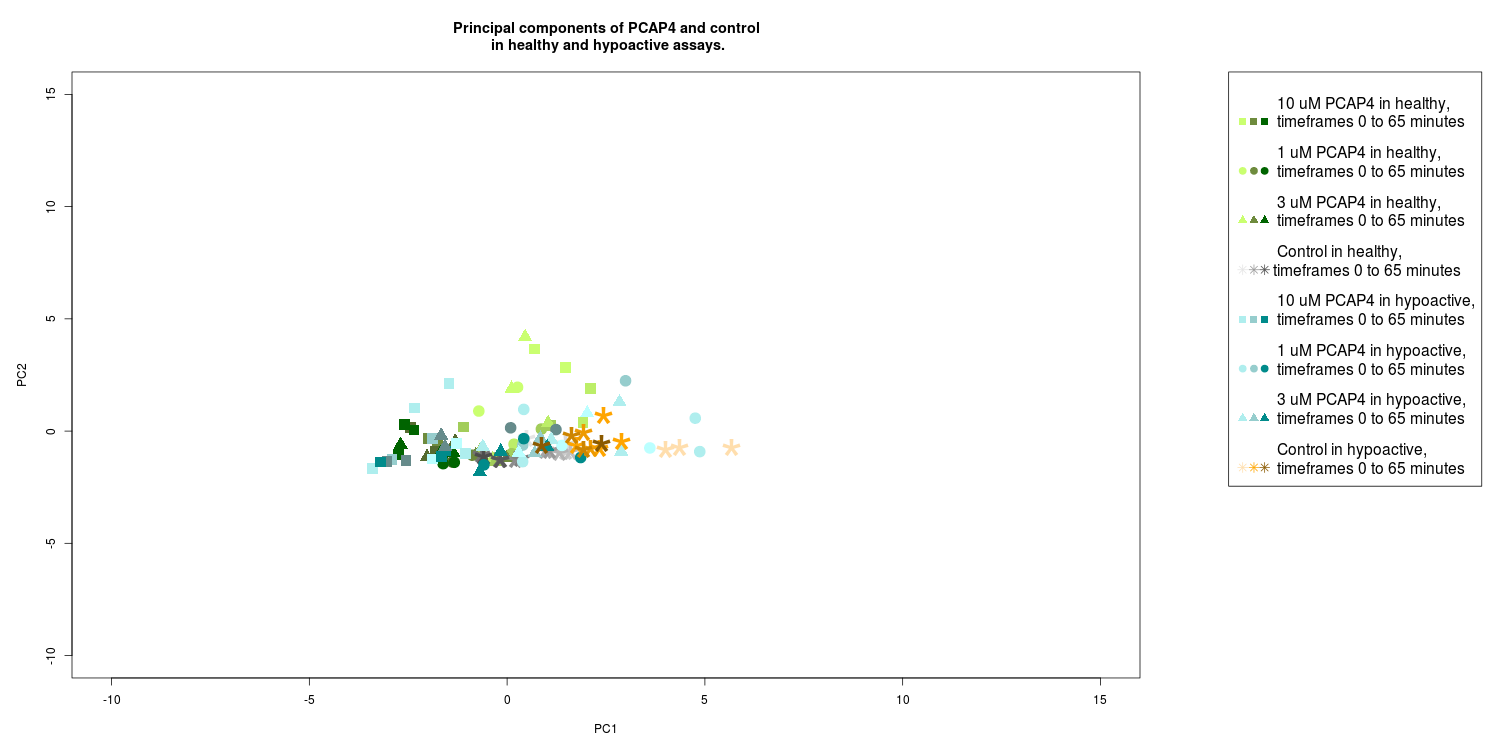 Principal components of PCAP4 and control
in healthy and hypoactive assays.
15
10
5
0
-5
-10
PC2
-10
-5
0
5
10
15
PC1
10 uM PCAP4 in healthy,
timeframes 0 to 65 minutes
1 uM PCAP4 in healthy,
timeframes 0 to 65 minutes
3 uM PCAP4 in healthy,
timeframes 0 to 65 minutes
Control in healthy,
timeframes 0 to 65 minutes
10 uM PCAP4 in hypoactive,
timeframes 0 to 65 minutes
1 uM PCAP4 in hypoactive,
timeframes 0 to 65 minutes
3 uM PCAP4 in hypoactive,
timeframes 0 to 65 minutes
Control in hypoactive,
timeframes 0 to 65 minutes